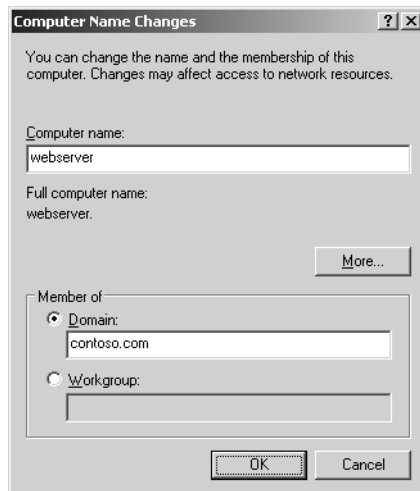 Computer Name Changes
You can change the name and the membership of this
computer. Changes may affect access to network resources.
Computer name:
webserver
Full computer name:
webserver.
More...
Member of
Domain:
contoso.com
Workgroup:
OK Cancel